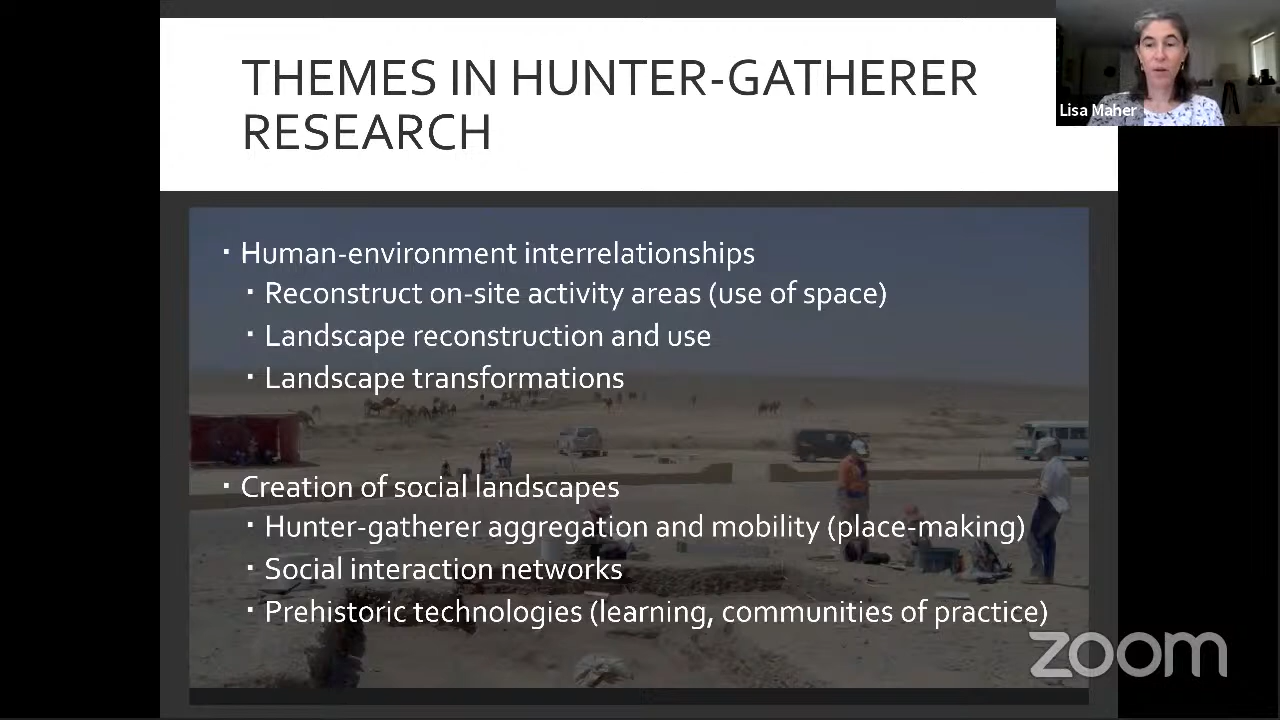 THEMES IN HUNTER-GATHERER
RESEARCH
Lisa Maher
▪ Human-environment interrelationships
▪ Reconstruct on-site activity areas (use of space)
▪ Landscape reconstruction and use
▪ Landscape transformations
▪ Creation of social landscapes
▪ Hunter-gatherer aggregation and mobility (place-making)
▪ Social interaction networks
▪ Prehistoric technologies (learning, communities of practice)
zoom